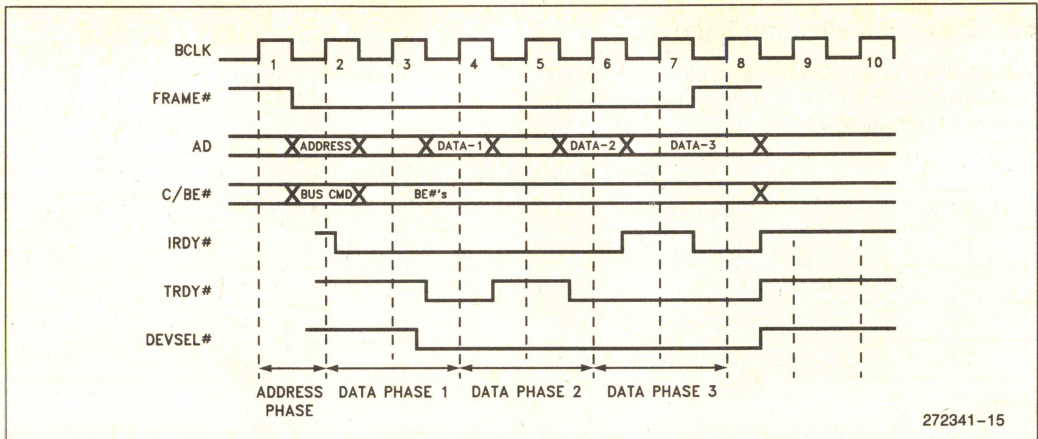 BCLK
1 2 3 4 5 6 7 8 9 10
FRAME#
AD
ADDRESS DATA-1 DATA-2 DATA-3
C/BE#
BUS CMD BE#'s
IRDY#
TRDY#
DEVSEL#
ADDRESS PHASE DATA PHASE 1 DATA PHASE 2 DATA PHASE 3
272341-15